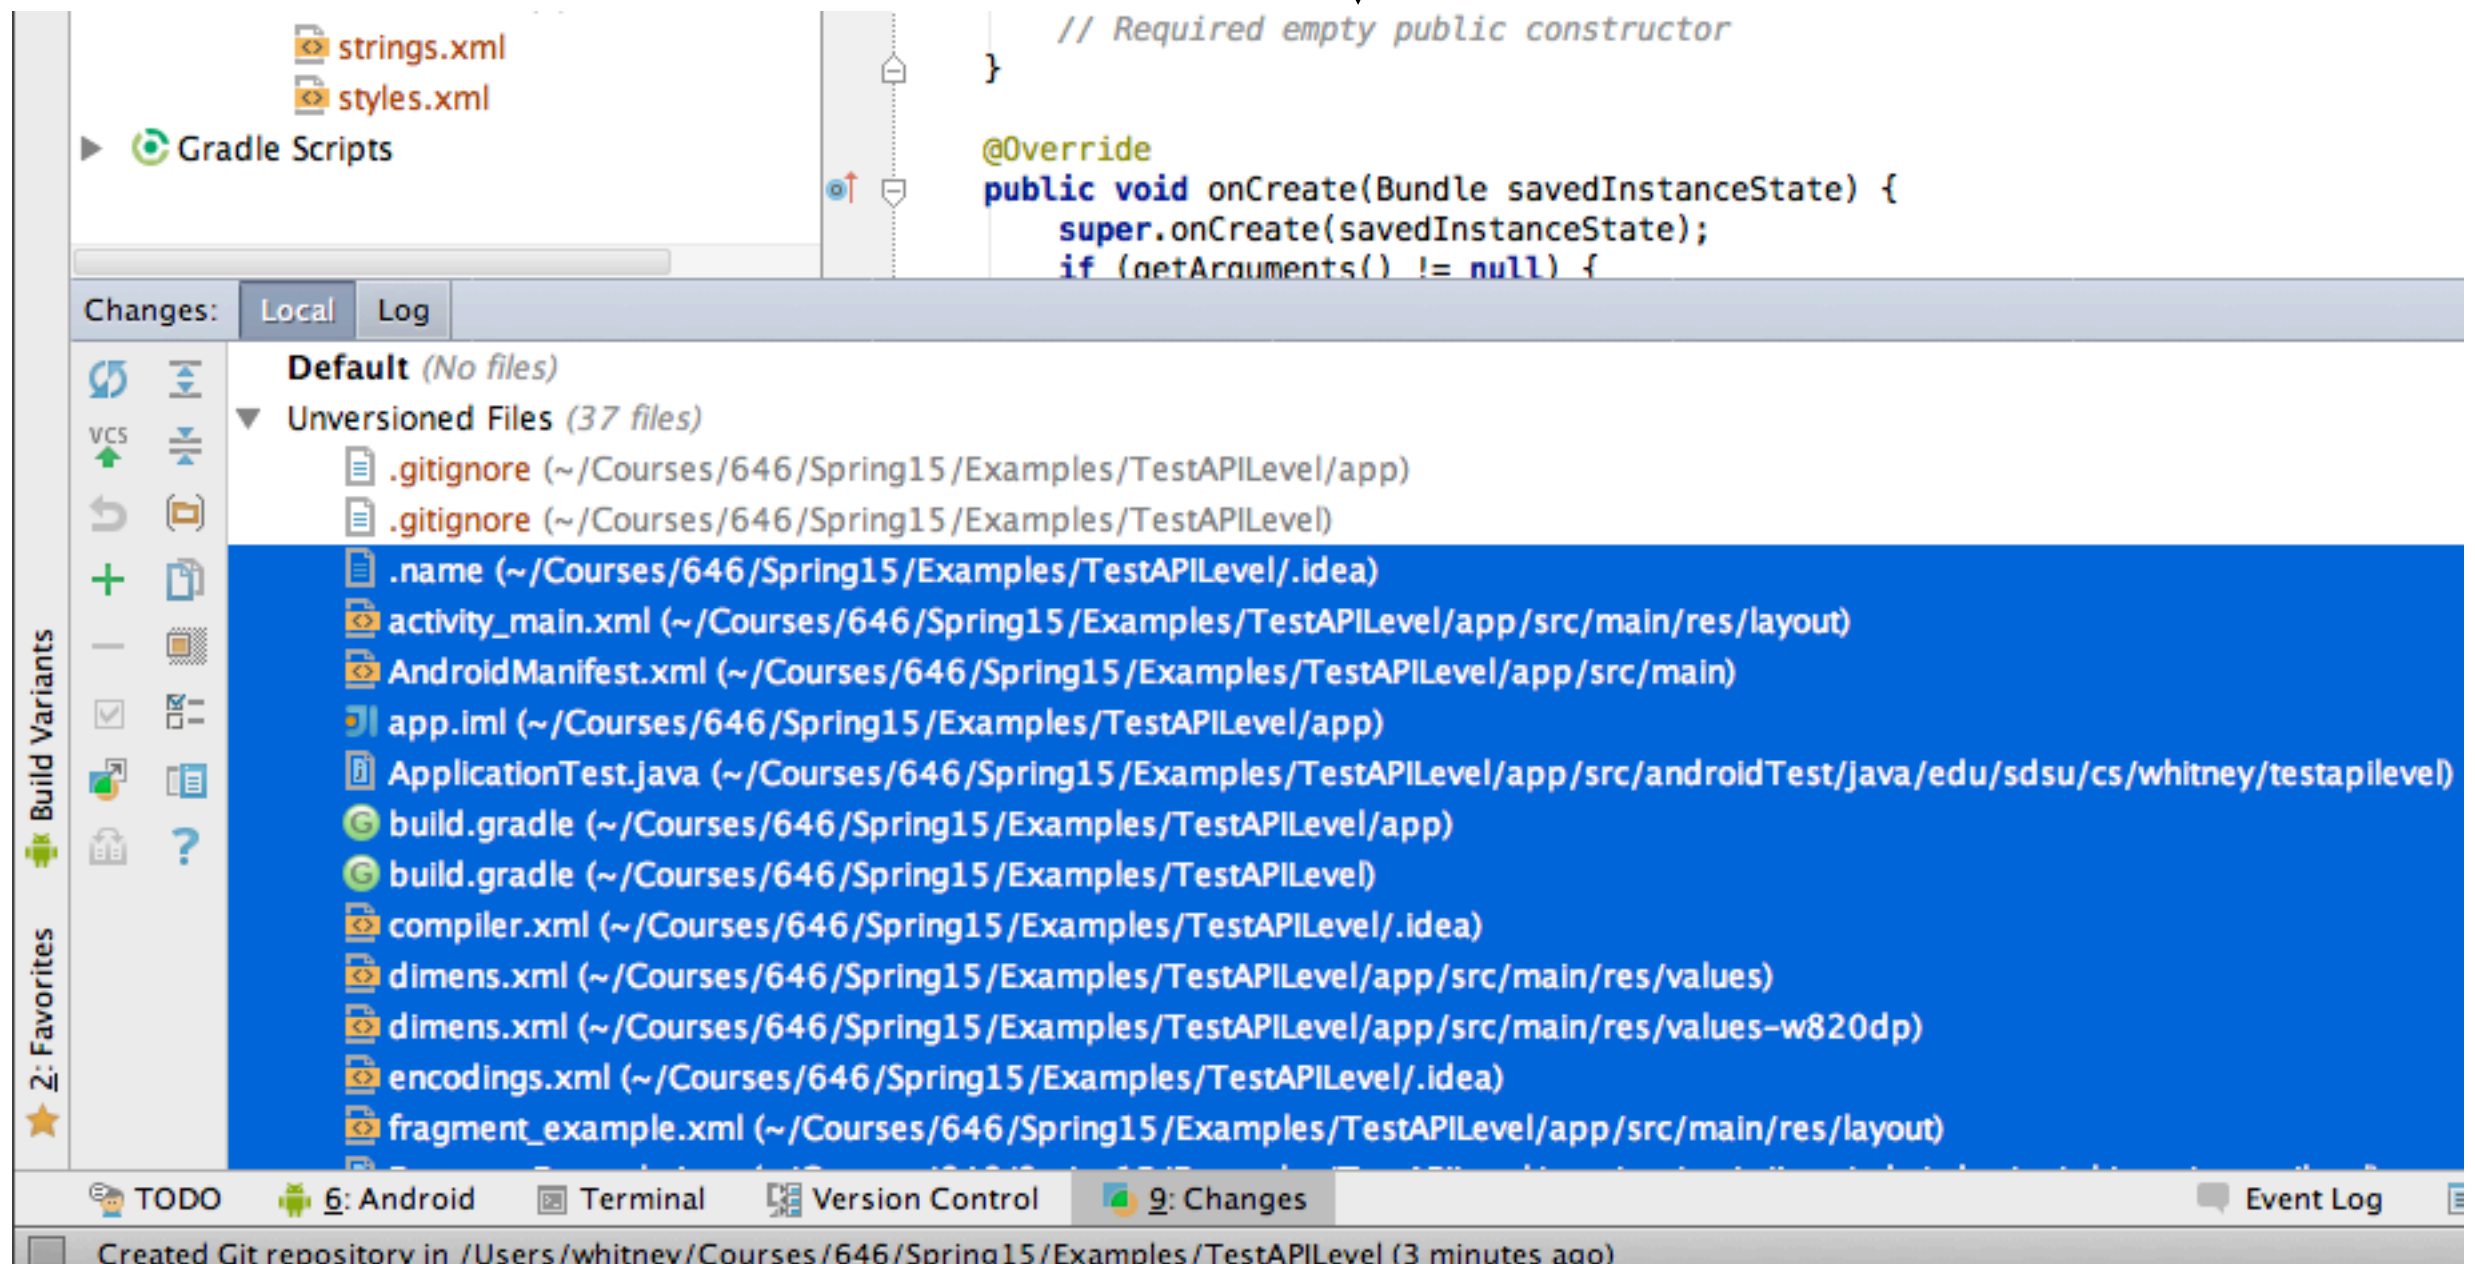 strings.xml
styles.xml
Gradle Scripts
// Required empty public constructor
}
@Override
public void onCreate(Bundle savedInstanceState) {
super.onCreate(savedInstanceState);
if (getArguments() != null) {
Changes: Local Log
Default (No files)
Unversioned Files (37 files)
VCS
.gitignore (~/Courses/646/Spring15/Examples/TestAPILevel/app)
.gitignore (~/Courses/646/Spring15/Examples/TestAPILevel)
.name (~/Courses/646/Spring15/Examples/TestAPILevel/.idea)
activity_main.xml (~/Courses/646/Spring15/Examples/TestAPILevel/app/src/main/res/layout)
AndroidManifest.xml (~/Courses/646/Spring15/Examples/TestAPILevel/app/src/main)
app.iml (~/Courses/646/Spring15/Examples/TestAPILevel/app)
ApplicationTest.java (~/Courses/646/Spring15/Examples/TestAPILevel/app/src/androidTest/java/edu/sdsu/cs/whitney/testapilevel)
build.gradle (~/Courses/646/Spring15/Examples/TestAPILevel/app)
build.gradle (~/Courses/646/Spring15/Examples/TestAPILevel)
compiler.xml (~/Courses/646/Spring15/Examples/TestAPILevel/.idea)
dimens.xml (~/Courses/646/Spring15/Examples/TestAPILevel/app/src/main/res/values)
dimens.xml (~/Courses/646/Spring15/Examples/TestAPILevel/app/src/main/res/values-w820dp)
encodings.xml (~/Courses/646/Spring15/Examples/TestAPILevel/.idea)
fragment_example.xml (~/Courses/646/Spring15/Examples/TestAPILevel/app/src/main/res/layout)
Build Variants
2: Favorites
TODO 6: Android Terminal Version Control 9: Changes Event Log
Created Git repository in /Users/whitney/Courses/646/Spring15/Examples/TestAPILevel (3 minutes ago)